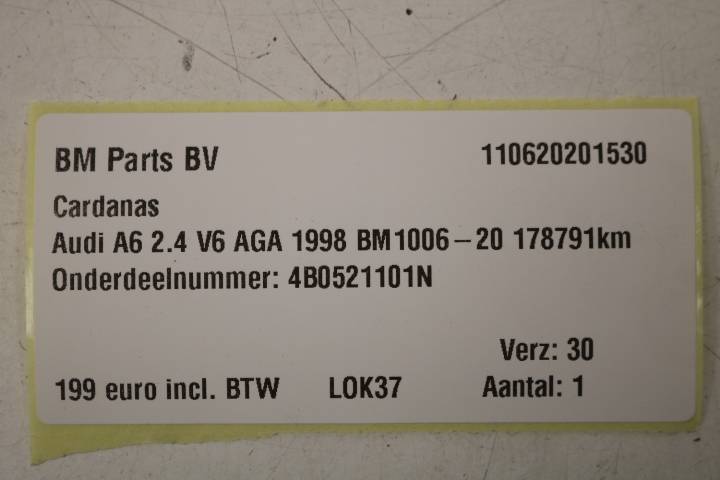 BM Parts BV 110620201530
Cardanas
Audi A6 2.4 V6 AGA 1998 BM1006-20 178791km
Onderdeelnummer: 4B0521101N
Verz: 30
199 euro incl. BTW LOK37 Aantal: 1